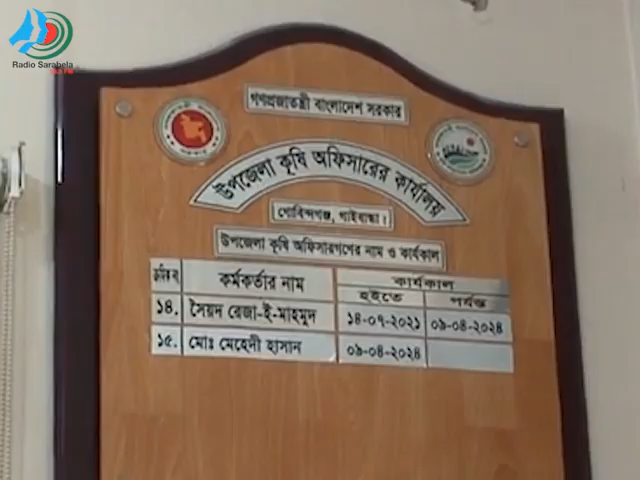 Radio Sarabela
গণপ্রজাতন্ত্রী বাংলাদেশ সরকার
উপজেলা কৃষি অফিসারের কার্যালয়
গোবিন্দগঞ্জ, গাইবান্ধা।
উপজেলা কৃষি অফিসারগণের নাম ও কার্যকাল
কর্মকর্তার নাম কার্যকাল
হইতে পর্যন্ত
১৪. সৈয়দ রেজা-ই-মাহমুদ ১৪-০৭-২০২১ ০৯-০৪-২০২৪
১৫. মোঃ মেহেদী হাসান ০৯-০৪-২০২৪